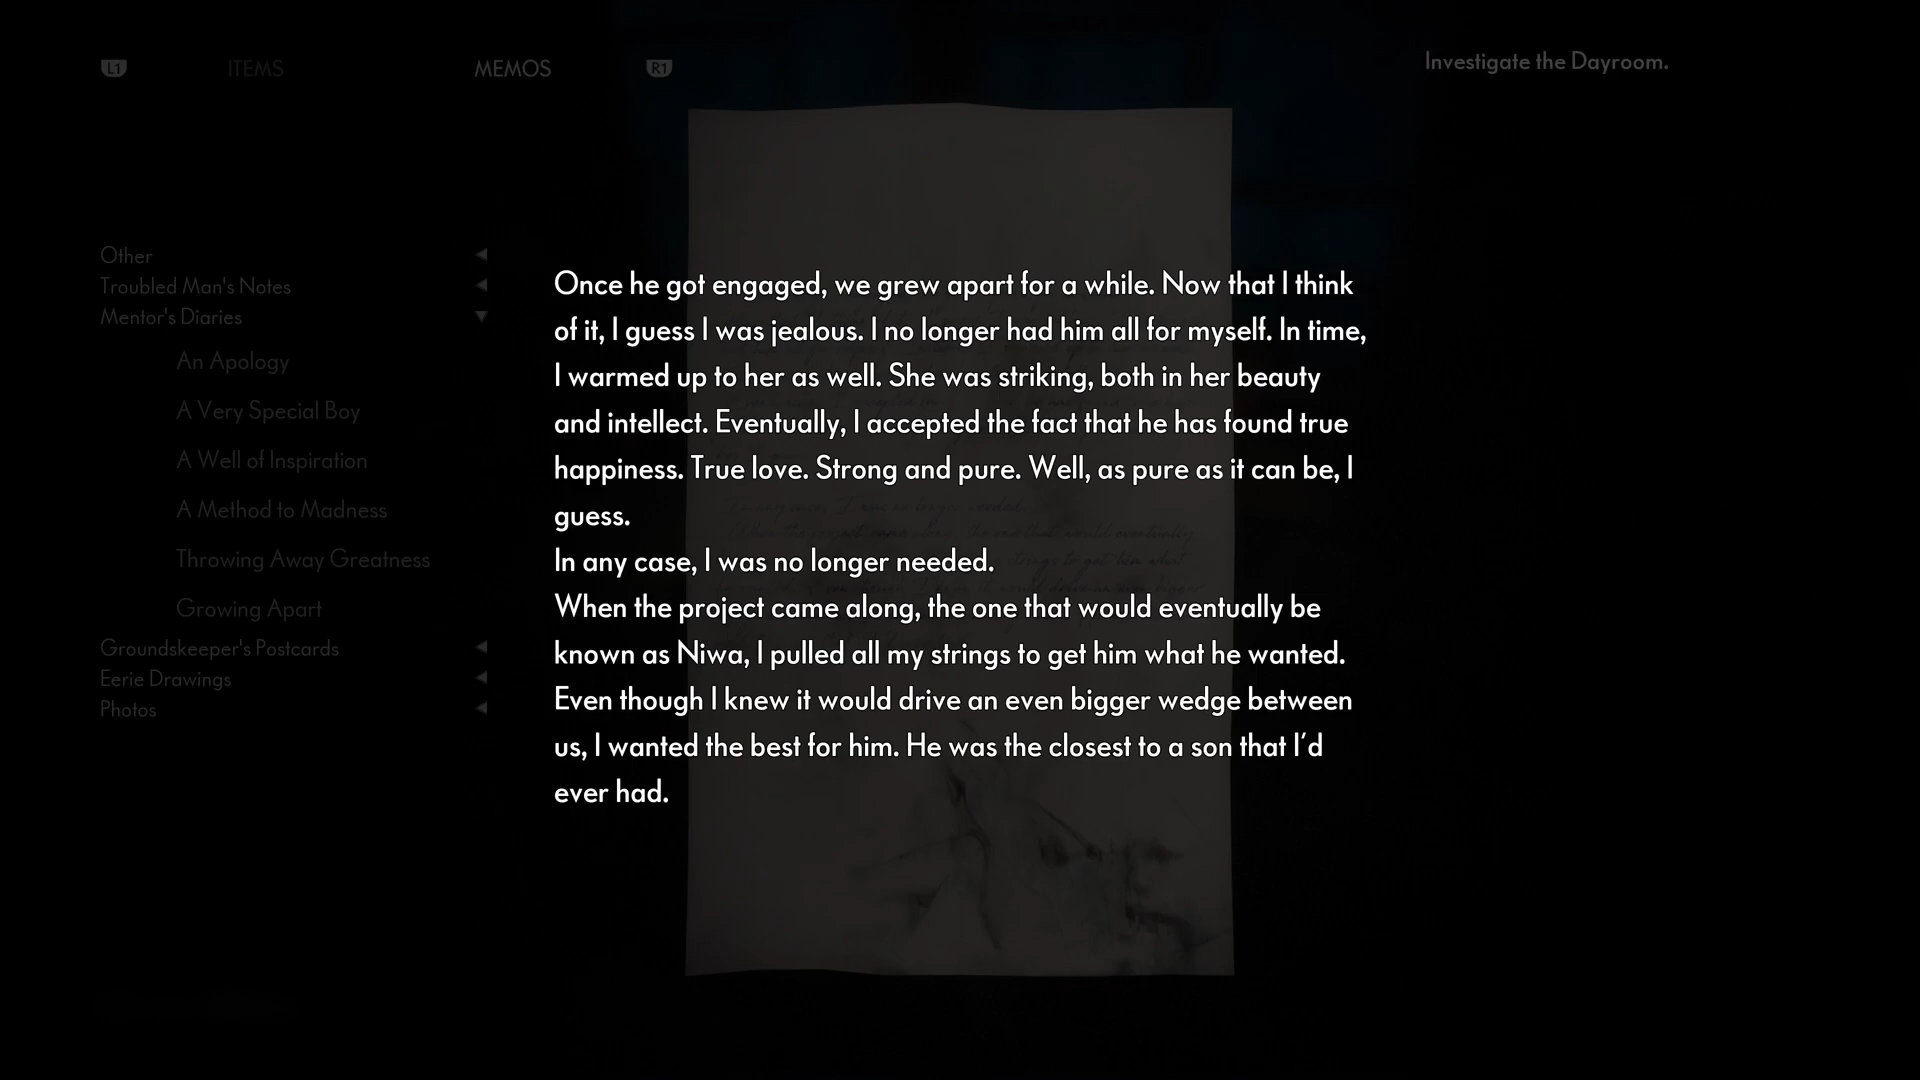 L1 ITEMS MEMOS R1
Investigate the Dayroom.
Other
Troubled Man's Notes
Mentor's Diaries
An Apology
A Very Special Boy
A Well of Inspiration
A Method to Madness
Throwing Away Greatness
Growing Apart
Groundskeeper's Postcards
Eerie Drawings
Photos
Once he got engaged, we grew apart for a while. Now that I think
of it, I guess I was jealous. I no longer had him all for myself. In time,
I warmed up to her as well. She was striking, both in her beauty
and intellect. Eventually, I accepted the fact that he has found true
happiness. True love. Strong and pure. Well, as pure as it can be, I
guess.
In any case, I was no longer needed.
When the project came along, the one that would eventually be
known as Niwa, I pulled all my strings to get him what he wanted.
Even though I knew it would drive an even bigger wedge between
us, I wanted the best for him. He was the closest to a son that I'd
ever had.